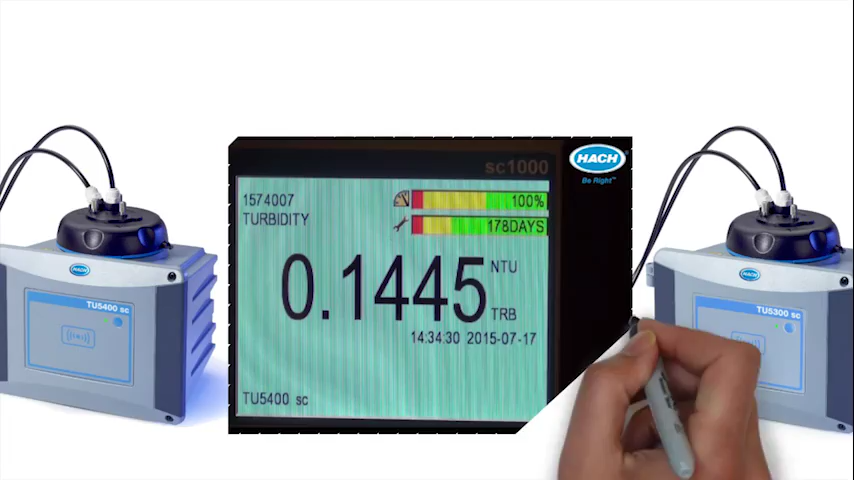 sc1000
HACH
Be Right™
1574007
TURBIDITY
100%
178DAYS
0.1445
NTU
TRB
14:34:30 2015-07-17
TU5400 sc
HACH
TU5400 sc
HACH
TU5300 sc